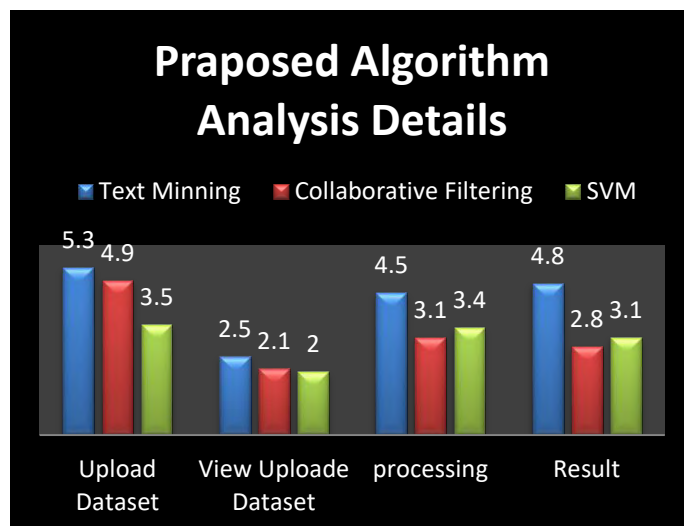 Praposed Algorithm
Analysis Details
Text Minning Collaborative Filtering SVM
5.3 4.9 3.5 2.5 2.1 2 4.5 3.1 3.4 4.8 2.8 3.1
Upload View Uploade processing Result
Dataset Dataset